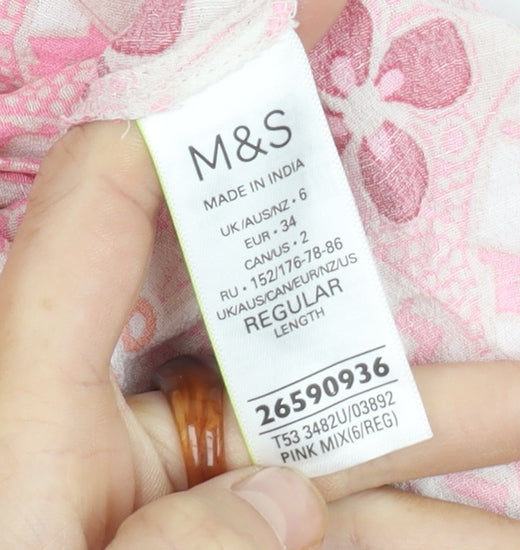 M&S
MADE IN INDIA
UK/AUS/NZ • 6
EUR • 34
CAN/US • 2
RU • 152/176-78-86
UK/AUS/CAN/EUR/NZ/US
REGULAR
LENGTH
26590936
T53 3482U/03892
PINK MIX(6/REG)